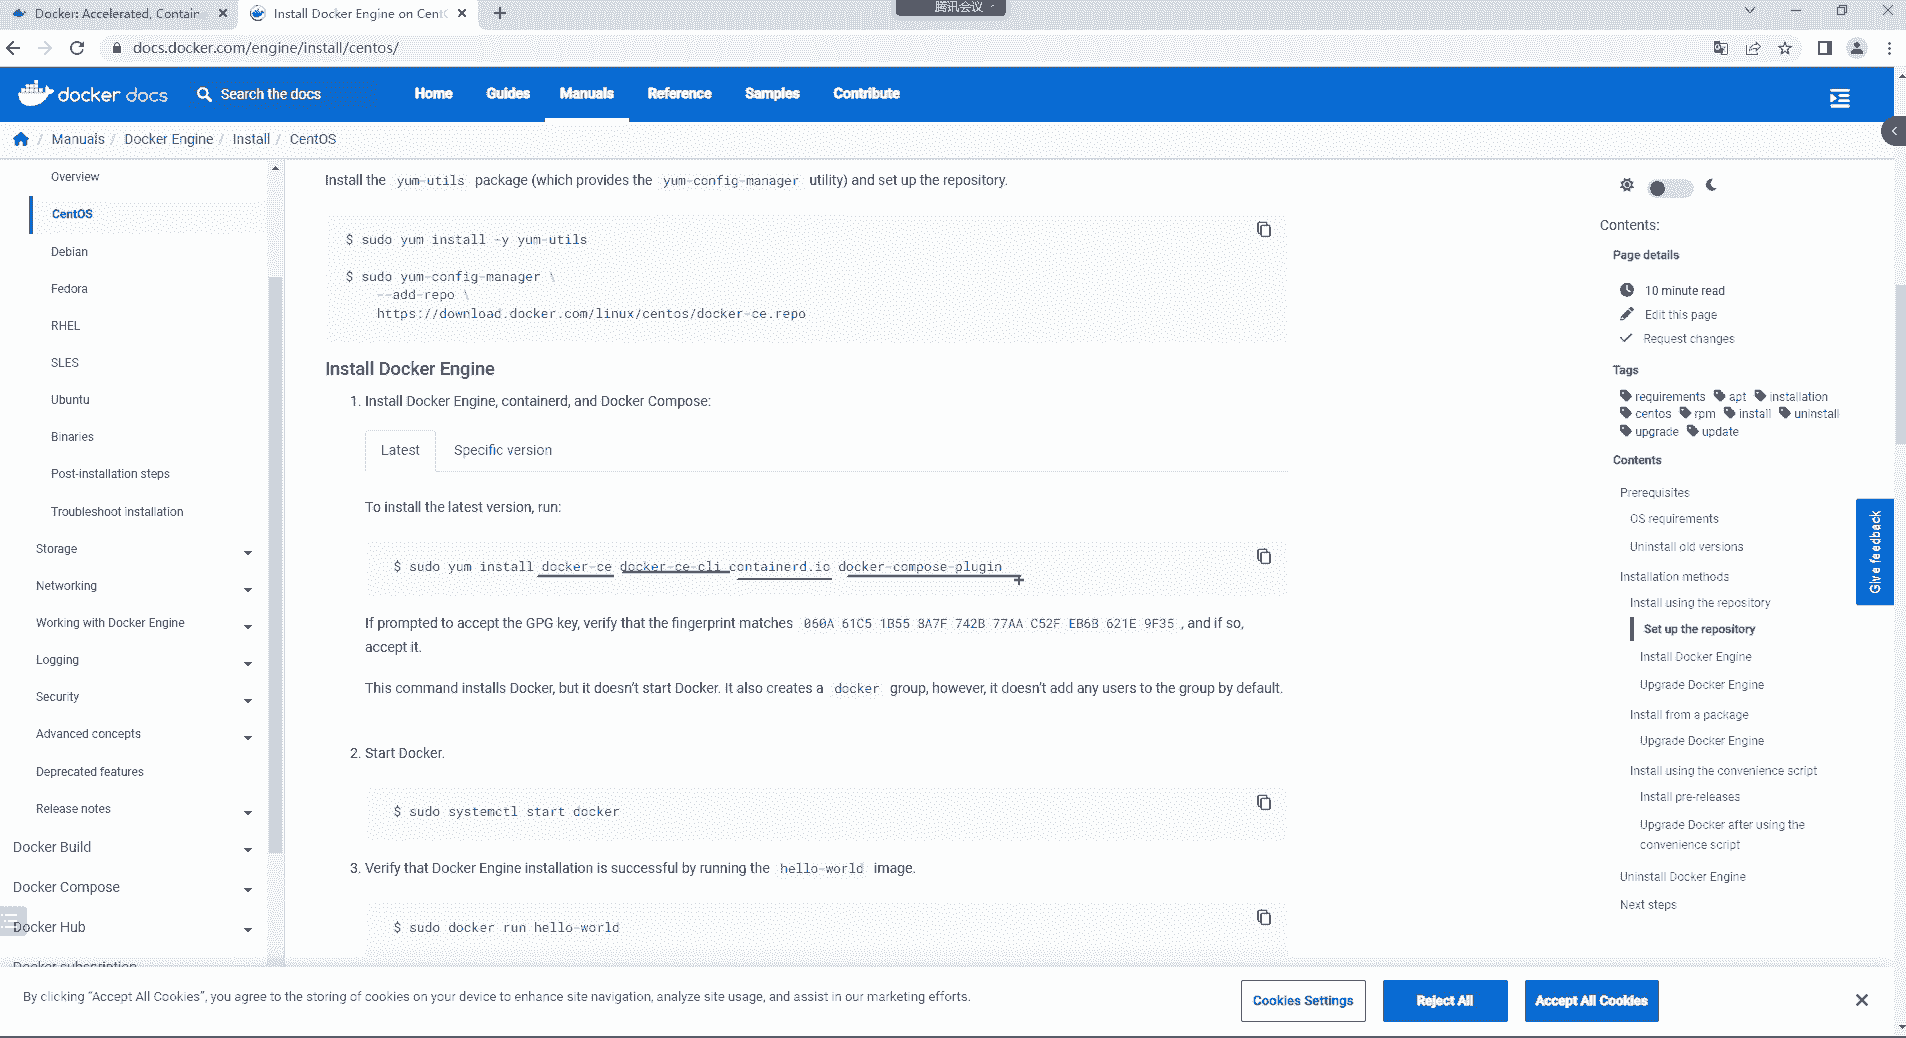 Docker: Accelerated, Contain
Install Docker Engine on Cent
腾讯会议
docs.docker.com/engine/install/centos/
docker docs
Search the docs
Home
Guides
Manuals
Reference
Samples
Contribute
/ Manuals / Docker Engine / Install / CentOS
Overview
CentOS
Debian
Fedora
RHEL
SLES
Ubuntu
Binaries
Post-installation steps
Troubleshoot installation
Storage
Networking
Working with Docker Engine
Logging
Security
Advanced concepts
Deprecated features
Release notes
Docker Build
Docker Compose
Docker Hub
Docker subscription
Install the yum-utils package (which provides the yum-config-manager utility) and set up the repository.
$ sudo yum install -y yum-utils
$ sudo yum-config-manager \
--add-repo \
https://download.docker.com/linux/centos/docker-ce.repo
Install Docker Engine
1. Install Docker Engine, containerd, and Docker Compose:
Latest
Specific version
To install the latest version, run:
$ sudo yum install docker-ce docker-ce-cli containerd.io docker-compose-plugin
If prompted to accept the GPG key, verify that the fingerprint matches 060A 61C5 1B55 8A7F 742B 77AA C52F EB6B 621E 9F35 , and if so,
accept it.
This command installs Docker, but it doesn't start Docker. It also creates a docker group, however, it doesn't add any users to the group by default.
2. Start Docker.
$ sudo systemctl start docker
3. Verify that Docker Engine installation is successful by running the hello-world image.
$ sudo docker run hello-world
Contents:
Page details
10 minute read
Edit this page
Request changes
Tags
requirements apt installation
centos rpm install uninstall
upgrade update
Contents
Prerequisites
OS requirements
Uninstall old versions
Installation methods
Install using the repository
Set up the repository
Install Docker Engine
Upgrade Docker Engine
Install from a package
Upgrade Docker Engine
Install using the convenience script
Install pre-releases
Upgrade Docker after using the
convenience script
Uninstall Docker Engine
Next steps
Give feedback
By clicking “Accept All Cookies”, you agree to the storing of cookies on your device to enhance site navigation, analyze site usage, and assist in our marketing efforts.
Cookies Settings
Reject All
Accept All Cookies